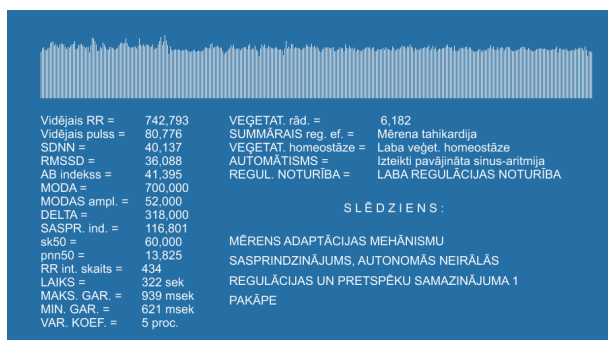 Vidējais RR = 742,793
Vidējais pulss = 80,776
SDNN = 40,137
RMSSD = 36,088
AB indekss = 41,395
MODA = 700,000
MODAS ampl. = 52,000
DELTA = 318,000
SASPR. ind. = 116,801
sk50 = 60,000
pnn50 = 13,825
RR int. skaits = 434
LAIKS = 322 sek
MAKS. GAR. = 939 msek
MIN. GAR. = 621 msek
VAR. KOEF. = 5 proc.
VEĢETAT. rād. = 6,182
SUMMĀRAIS reg. ef. = Mērena tahikardija
VEĢETAT. homeostāze = Laba veģet. homeostāze
AUTOMĀTISMS = Izteikti pavājināta sinus-aritmija
REGUL. NOTURĪBA = LABA REGULĀCIJAS NOTURĪBA
SLĒDZIENS:
MĒRENS ADAPTĀCIJAS MEHĀNISMU
SASPRINDZINĀJUMS, AUTONOMĀS NEIRĀLĀS
REGULĀCIJAS UN PRETSPĒKU SAMAZINĀJUMA 1
PAKĀPE